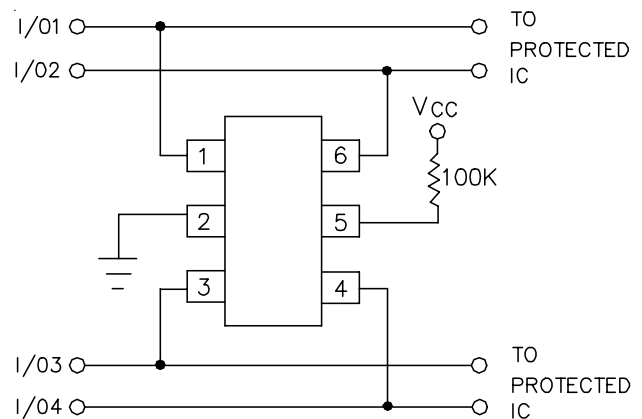 I/01
TO
PROTECTED
IC
I/02
VCC
100K
1
6
2
5
3
4
I/03
TO
PROTECTED
IC
I/04